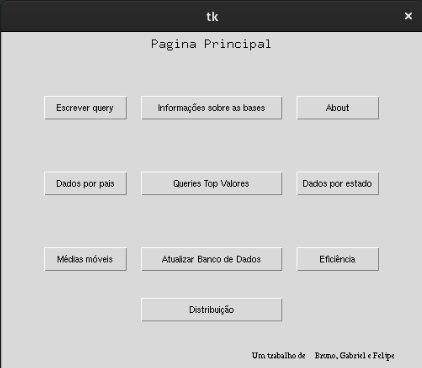 tk ×
Pagina Principal
Escrever query Informações sobre as bases About
Dados por pais Queries Top Valores Dados por estado
Médias móveis Atualizar Banco de Dados Eficiência
Distribuição
Um trabalho de Bruno, Gabriel e Felipe